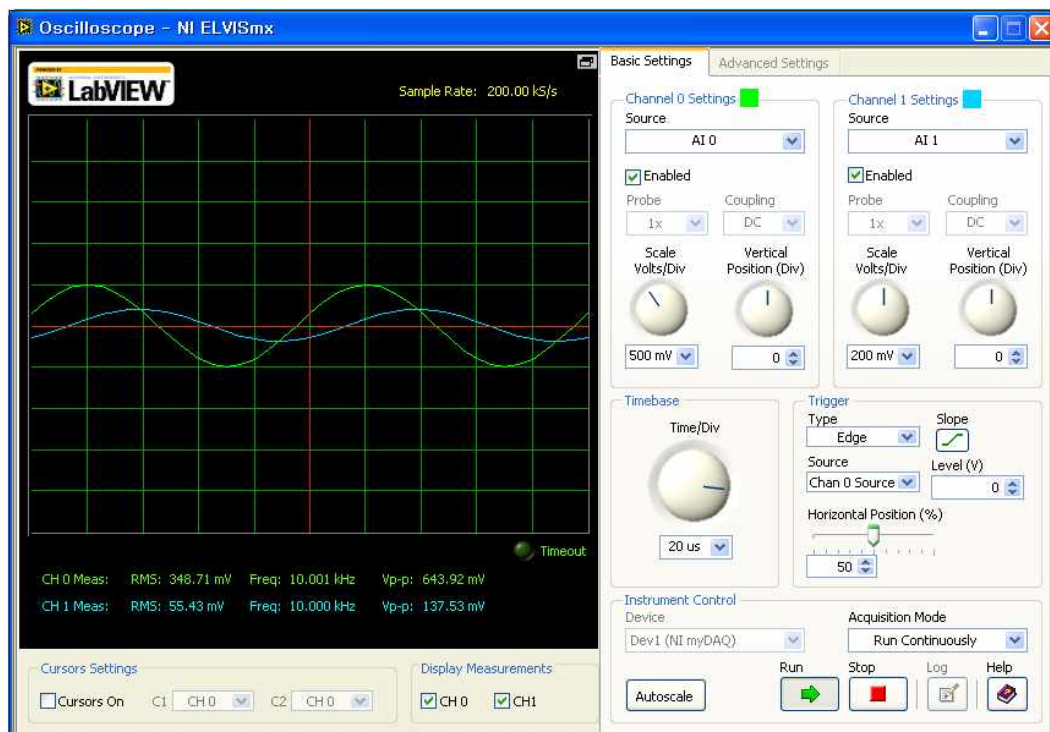 Oscilloscope - NI ELVISmx
LabVIEW
Sample Rate: 200.00 kS/s
CH 0 Meas: RMS: 348.71 mV Freq: 10.001 kHz Vp-p: 643.92 mV
CH 1 Meas: RMS: 55.43 mV Freq: 10.000 kHz Vp-p: 137.53 mV
Timeout
Cursors Settings
Cursors On C1 CH 0 C2 CH 0
Display Measurements
CH 0 CH1
Basic Settings Advanced Settings
Channel 0 Settings
Source
AI 0
Enabled
Probe Coupling
1x DC
Scale Vertical
Volts/Div Position (Div)
500 mV 0
Channel 1 Settings
Source
AI 1
Enabled
Probe Coupling
1x DC
Scale Vertical
Volts/Div Position (Div)
200 mV 0
Timebase
Time/Div
20 us
Trigger
Type Slope
Edge
Source Level (V)
Chan 0 Source 0
Horizontal Position (%)
50
Instrument Control
Device Acquisition Mode
Dev1 (NI myDAQ) Run Continuously
Run Stop Log Help
Autoscale